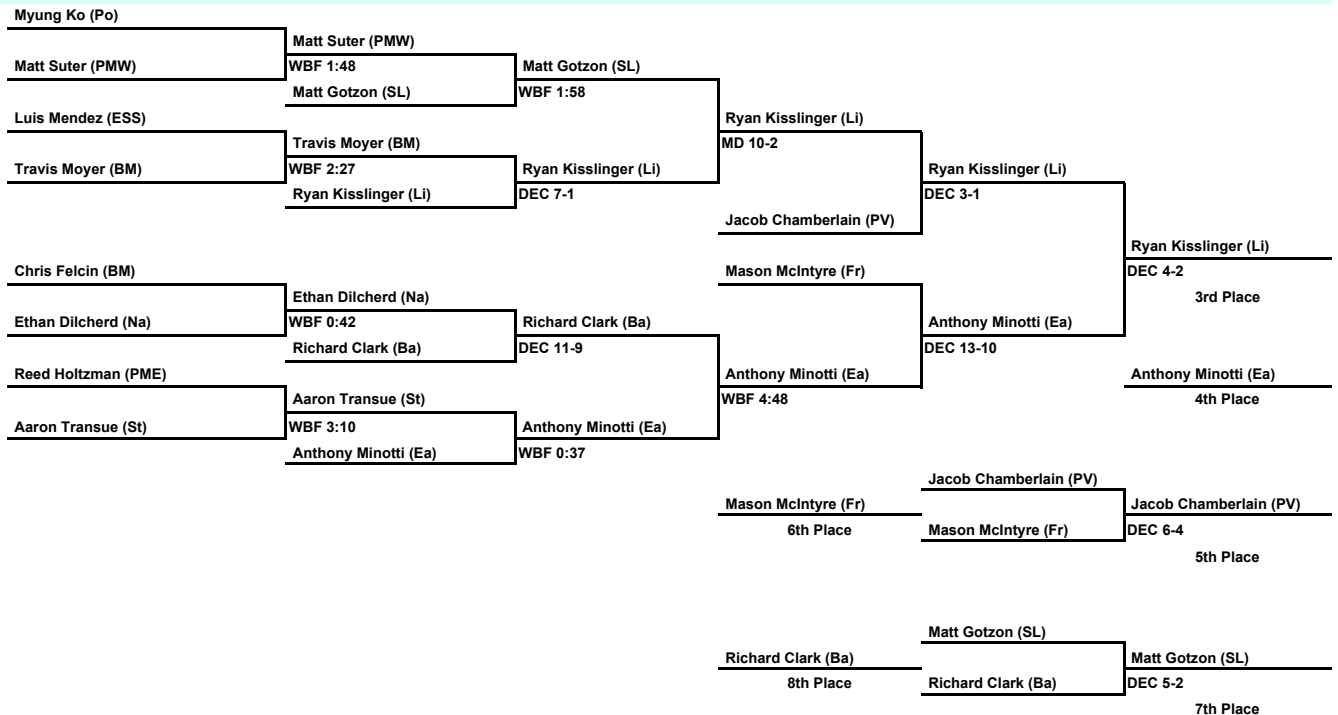 Myung Ko (Po)
Matt Suter (PMW)
Matt Suter (PMW)
WBF 1:48
Matt Gotzon (SL)
Matt Gotzon (SL)
WBF 1:58
Luis Mendez (ESS)
Ryan Kisslinger (Li)
MD 10-2
Travis Moyer (BM)
Travis Moyer (BM)
WBF 2:27
Ryan Kisslinger (Li)
Ryan Kisslinger (Li)
DEC 7-1
Ryan Kisslinger (Li)
DEC 3-1
Jacob Chamberlain (PV)
Ryan Kisslinger (Li)
DEC 4-2
3rd Place
Chris Felcin (BM)
Mason McIntyre (Fr)
Ethan Dilcherd (Na)
Ethan Dilcherd (Na)
WBF 0:42
Richard Clark (Ba)
Richard Clark (Ba)
DEC 11-9
Anthony Minotti (Ea)
DEC 13-10
Reed Holtzman (PME)
Anthony Minotti (Ea)
WBF 4:48
Anthony Minotti (Ea)
4th Place
Aaron Transue (St)
Aaron Transue (St)
WBF 3:10
Anthony Minotti (Ea)
Anthony Minotti (Ea)
WBF 0:37
Jacob Chamberlain (PV)
Mason McIntyre (Fr)
6th Place
Mason McIntyre (Fr)
Jacob Chamberlain (PV)
DEC 6-4
5th Place
Matt Gotzon (SL)
Richard Clark (Ba)
8th Place
Richard Clark (Ba)
Matt Gotzon (SL)
DEC 5-2
7th Place